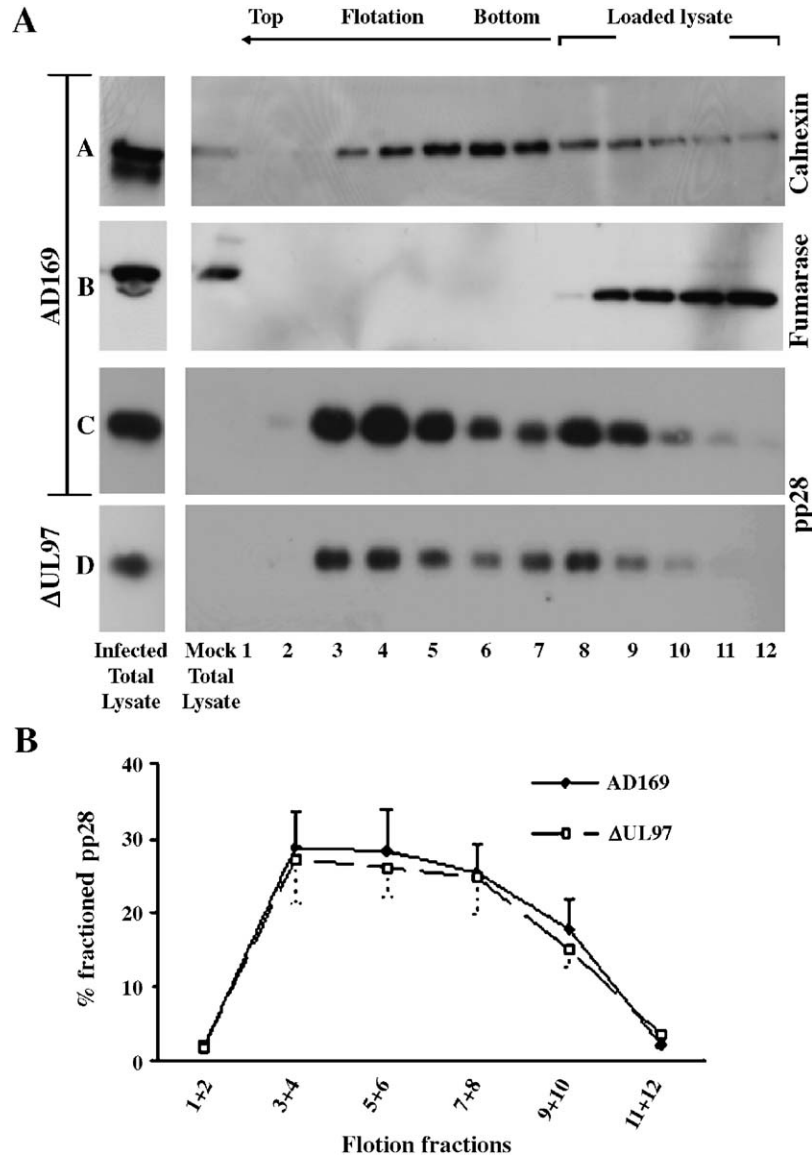 A
Top Flotation Bottom Loaded lysate
AD169
A
Calnexin
B
Fumarase
C
pp28
ΔUL97
D
Infected Total Lysate
Mock Total Lysate
1 2 3 4 5 6 7 8 9 10 11 12
B
% fractioned pp28
40
30
20
10
0
AD169
ΔUL97
1+2 3+4 5+6 7+8 9+10 11+12
Flotion fractions